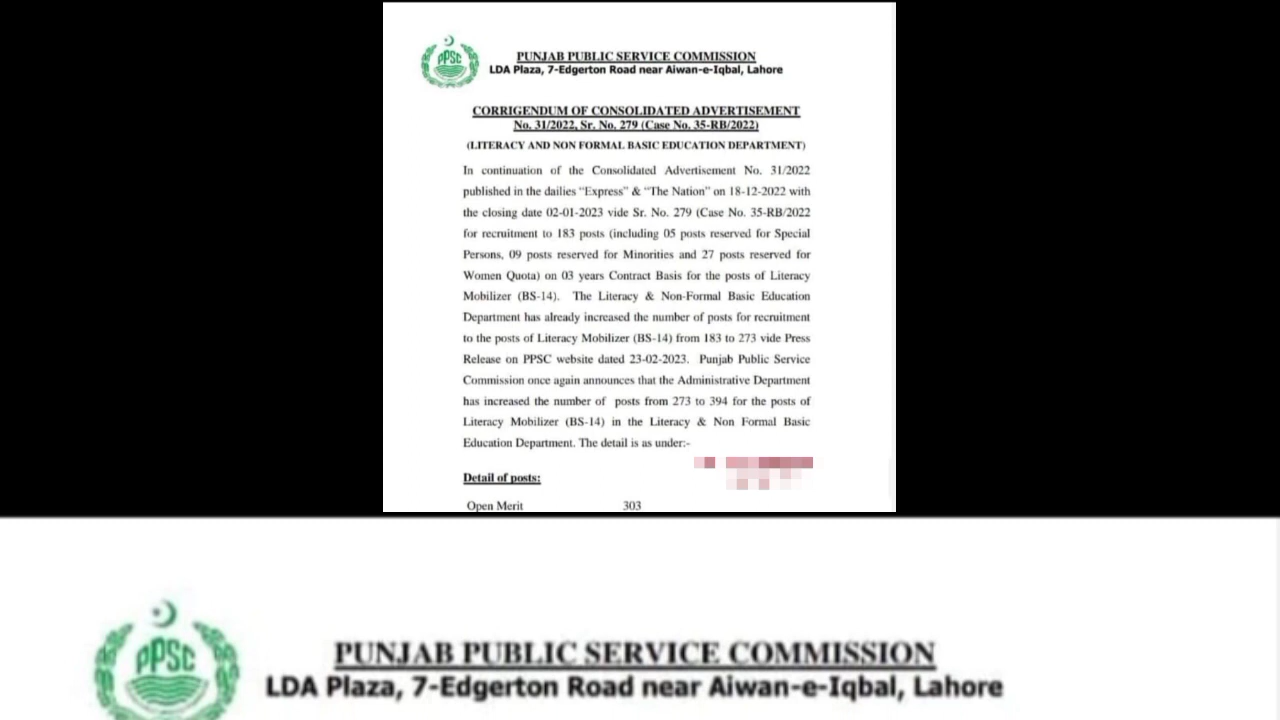 PPSC
PUNJAB PUBLIC SERVICE COMMISSION
LDA Plaza, 7-Edgerton Road near Aiwan-e-Iqbal, Lahore
CORRIGENDUM OF CONSOLIDATED ADVERTISEMENT
No. 31/2022, Sr. No. 279 (Case No. 35-RB/2022)
(LITERACY AND NON FORMAL BASIC EDUCATION DEPARTMENT)
In continuation of the Consolidated Advertisement No. 31/2022
published in the dailies “Express” & “The Nation” on 18-12-2022 with
the closing date 02-01-2023 vide Sr. No. 279 (Case No. 35-RB/2022
for recruitment to 183 posts (including 05 posts reserved for Special
Persons, 09 posts reserved for Minorities and 27 posts reserved for
Women Quota) on 03 years Contract Basis for the posts of Literacy
Mobilizer (BS-14). The Literacy & Non-Formal Basic Education
Department has already increased the number of posts for recruitment
to the posts of Literacy Mobilizer (BS-14) from 183 to 273 vide Press
Release on PPSC website dated 23-02-2023. Punjab Public Service
Commission once again announces that the Administrative Department
has increased the number of posts from 273 to 394 for the posts of
Literacy Mobilizer (BS-14) in the Literacy & Non Formal Basic
Education Department. The detail is as under:-
Detail of posts:
Open Merit 303
PPSC
PUNJAB PUBLIC SERVICE COMMISSION
LDA Plaza, 7-Edgerton Road near Aiwan-e-Iqbal, Lahore